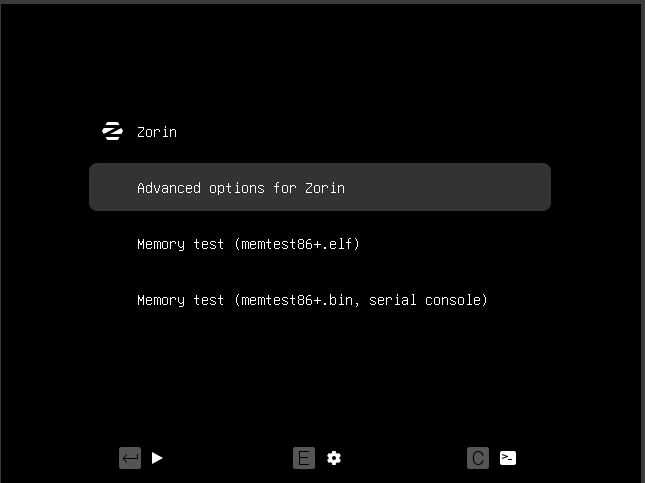 Zorin
Advanced options for Zorin
Memory test (memtest86+.elf)
Memory test (memtest86+.bin, serial console)
E
C